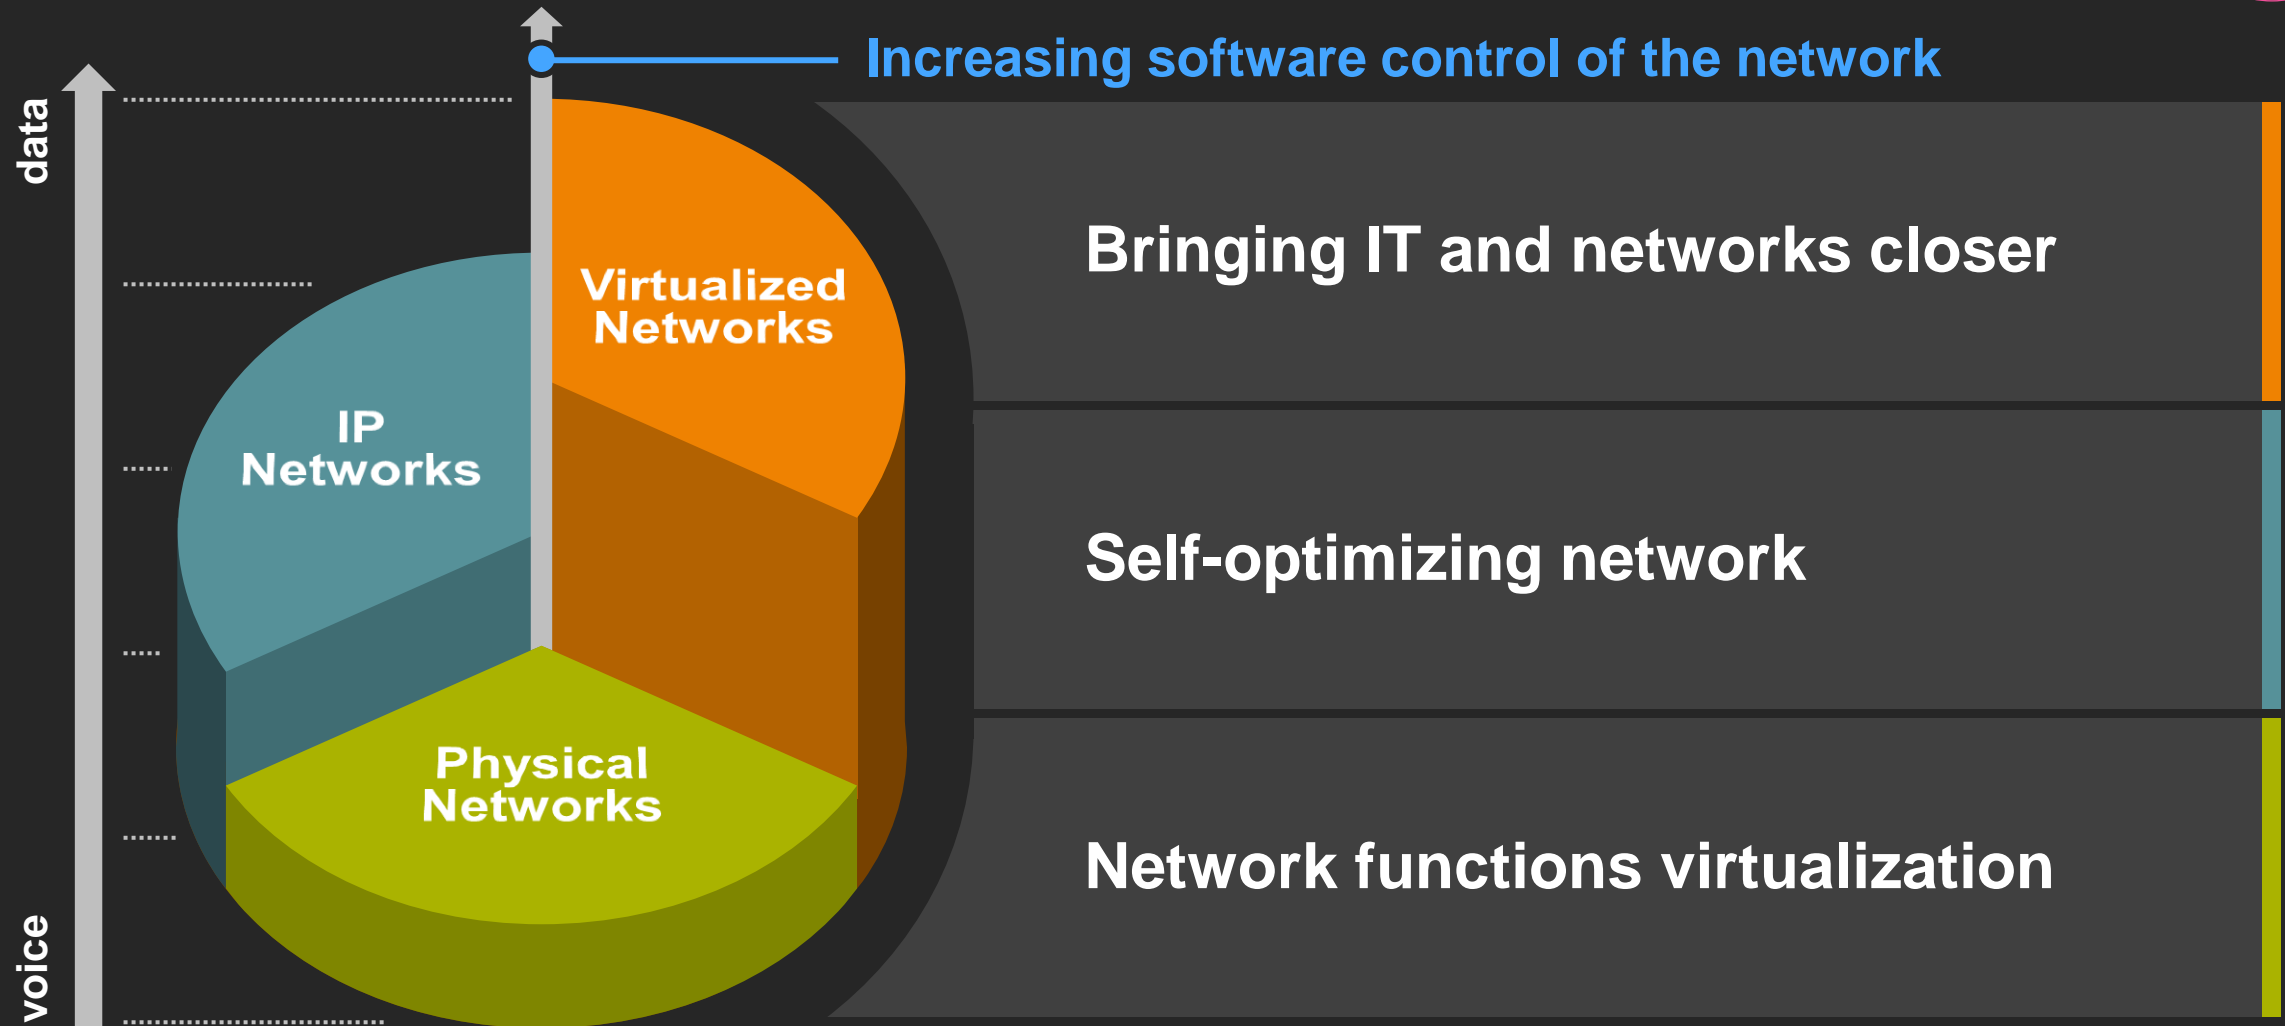 Increasing software control of the network
data
Virtualized
Networks
Bringing IT and networks closer
IP
Networks
Self-optimizing network
Physical
Networks
Network functions virtualization
voice